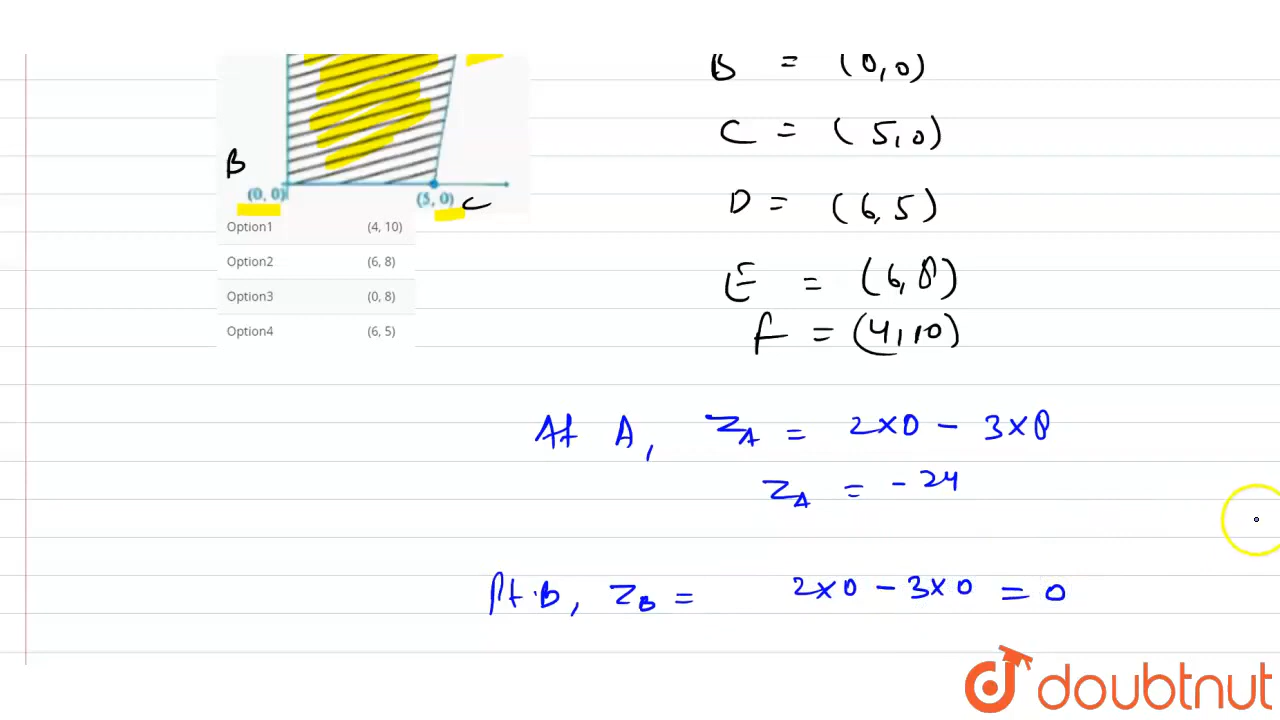 B = (0,0)
C = (5,0)
D = (6,5)
E = (6,8)
F = (4,10)
B
(0, 0)
(5, 0) C
Option1 (4, 10)
Option2 (6, 8)
Option3 (0, 8)
Option4 (6, 5)
At A, Z_A = 2×0 - 3×8
Z_A = -24
At B, Z_B = 2×0 - 3×0 = 0
doubtnut